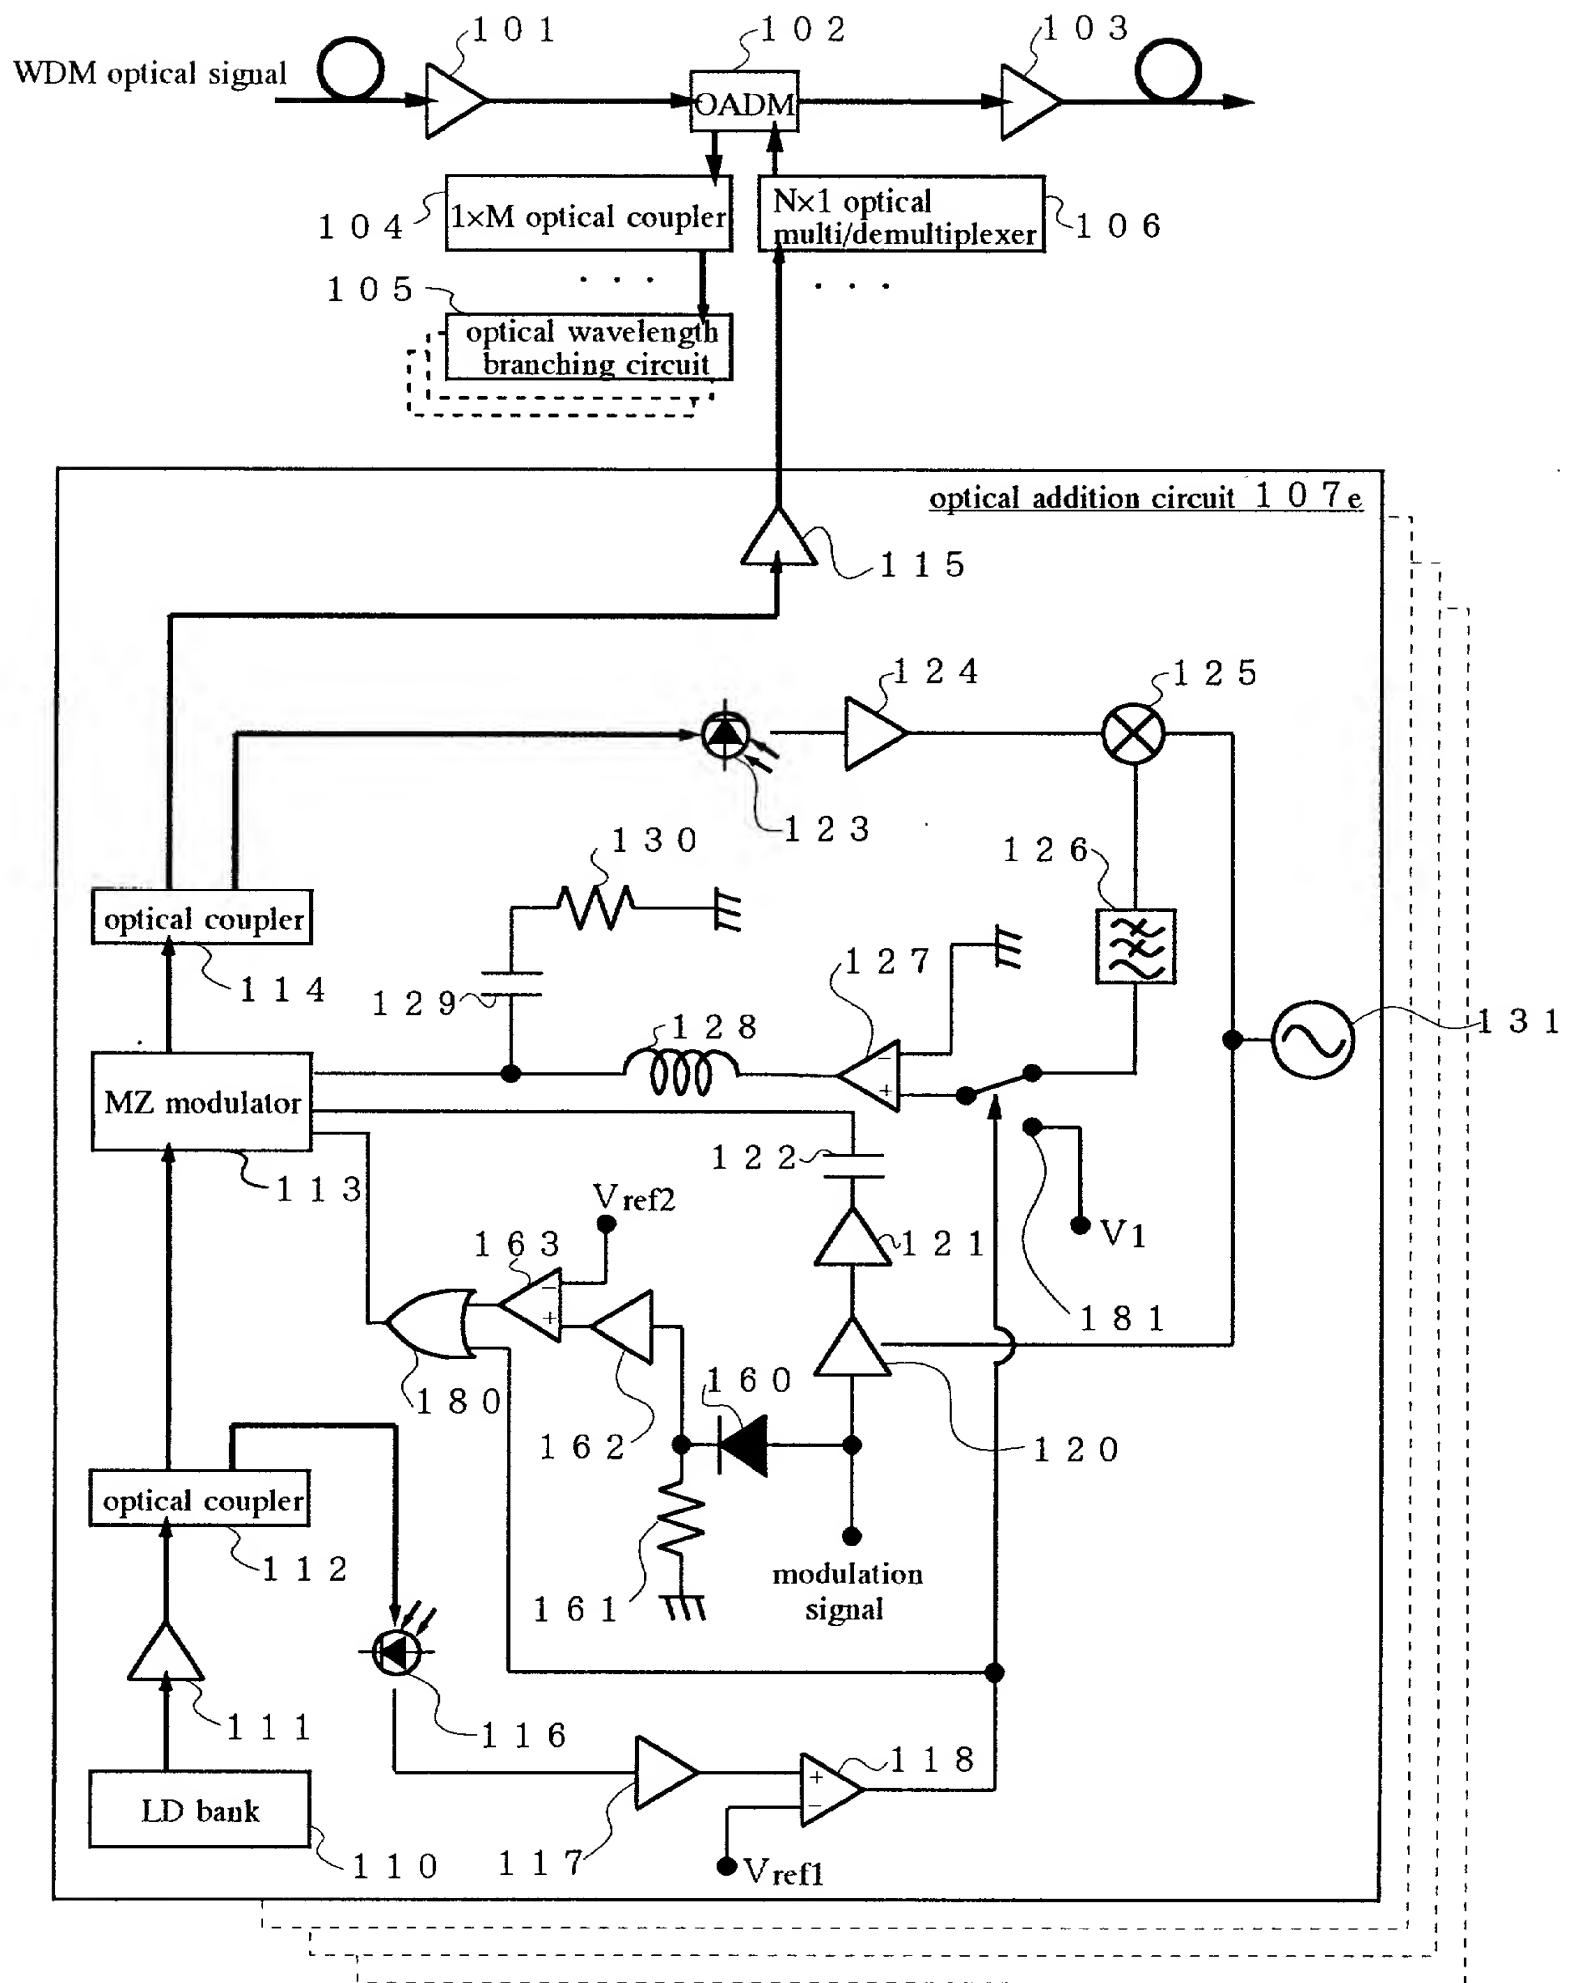 101
102
103
WDM optical signal
OADM
104
1×M optical coupler
N×1 optical
multi/demultiplexer
106
105
optical wavelength
branching circuit
optical addition circuit 107e
115
124
125
123
130
126
optical coupler
114
129
127
128
131
MZ modulator
113
122
Vref2
V1
163
121
181
180
160
162
120
optical coupler
112
161
modulation
signal
111
116
118
LD bank
110
117
Vref1
+
−
+
−
+
−